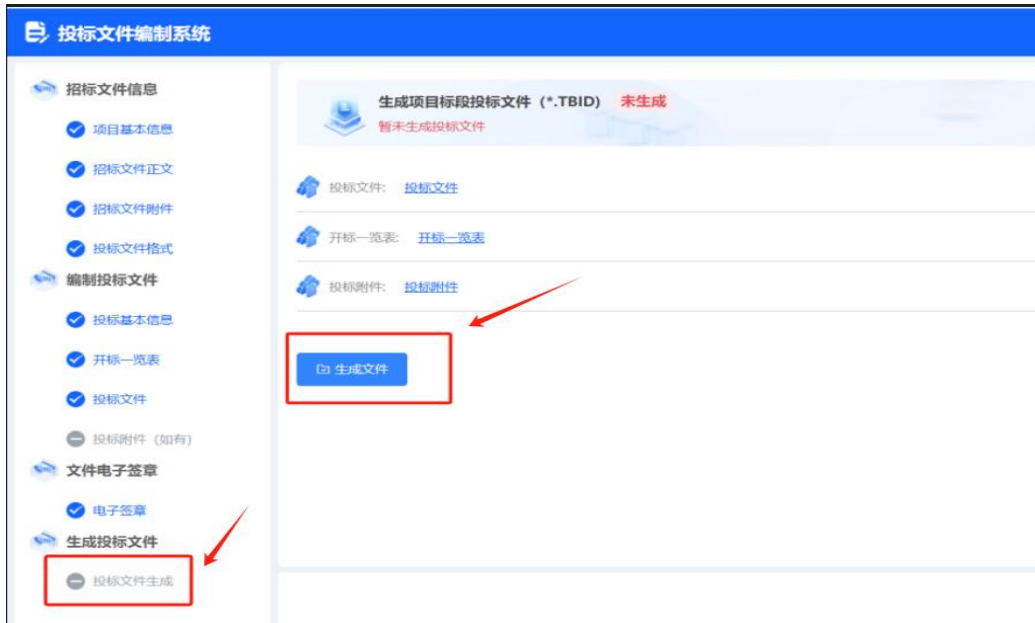 投标文件编制系统
招标文件信息
项目基本信息
招标文件正文
招标文件附件
投标文件格式
编制投标文件
投标基本信息
开标一览表
投标文件
投标附件（如有）
文件电子签章
电子签章
生成投标文件
投标文件生成
生成项目标段投标文件（*.TBID） 未生成
暂未生成投标文件
投标文件: 投标文件
开标一览表: 开标一览表
投标附件: 投标附件
生成文件